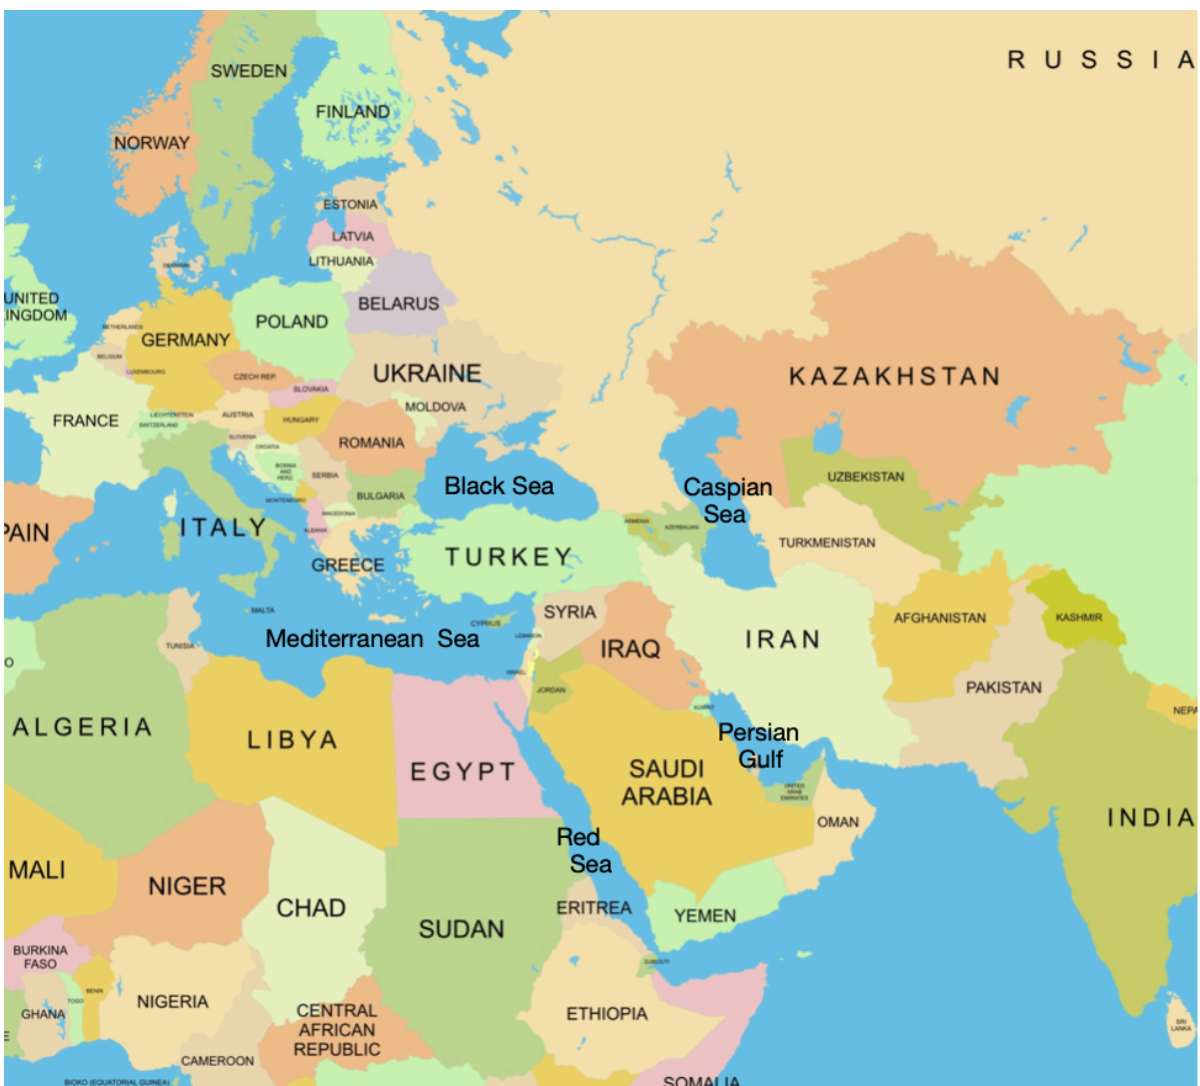 RUSSIA
SWEDEN
FINLAND
NORWAY
ESTONIA
LATVIA
LITHUANIA
DENMARK
UNITED
INGDOM
BELARUS
POLAND
NETHERLANDS
GERMANY
BELGIUM
LUXEMBOURG
UKRAINE
CZECH REP.
KAZAKHSTAN
SLOVAKIA
MOLDOVA
FRANCE
LIECHTENSTEIN
SWITZERLAND
AUSTRIA
HUNGARY
SLOVENIA
CROATIA
ROMANIA
BOSNIA
AND
HERZ.
SERBIA
UZBEKISTAN
Black Sea
Caspian
Sea
MONTENEGRO
BULGARIA
MACEDONIA
ALBANIA
PAIN
ITALY
ARMENIA
AZERBAIJAN
TURKMENISTAN
GREECE
TURKEY
MALTA
CYPRUS
SYRIA
AFGHANISTAN
KASHMIR
Mediterranean Sea
LEBANON
IRAQ
IRAN
TUNISIA
O
ISRAEL
JORDAN
PAKISTAN
KUWAIT
NEPA
ALGERIA
LIBYA
EGYPT
Persian
Gulf
SAUDI
ARABIA
UNITED
ARAB
EMIRATES
OMAN
INDIA
Red
Sea
MALI
NIGER
CHAD
SUDAN
ERITREA
YEMEN
BURKINA
FASO
DJIBOUTI
BENIN
TOGO
GHANA
NIGERIA
CENTRAL
AFRICAN
REPUBLIC
ETHIOPIA
SRI
LANKA
E
CAMEROON
BIOKO (EQUATORIAL GUINEA)
SOMALIA